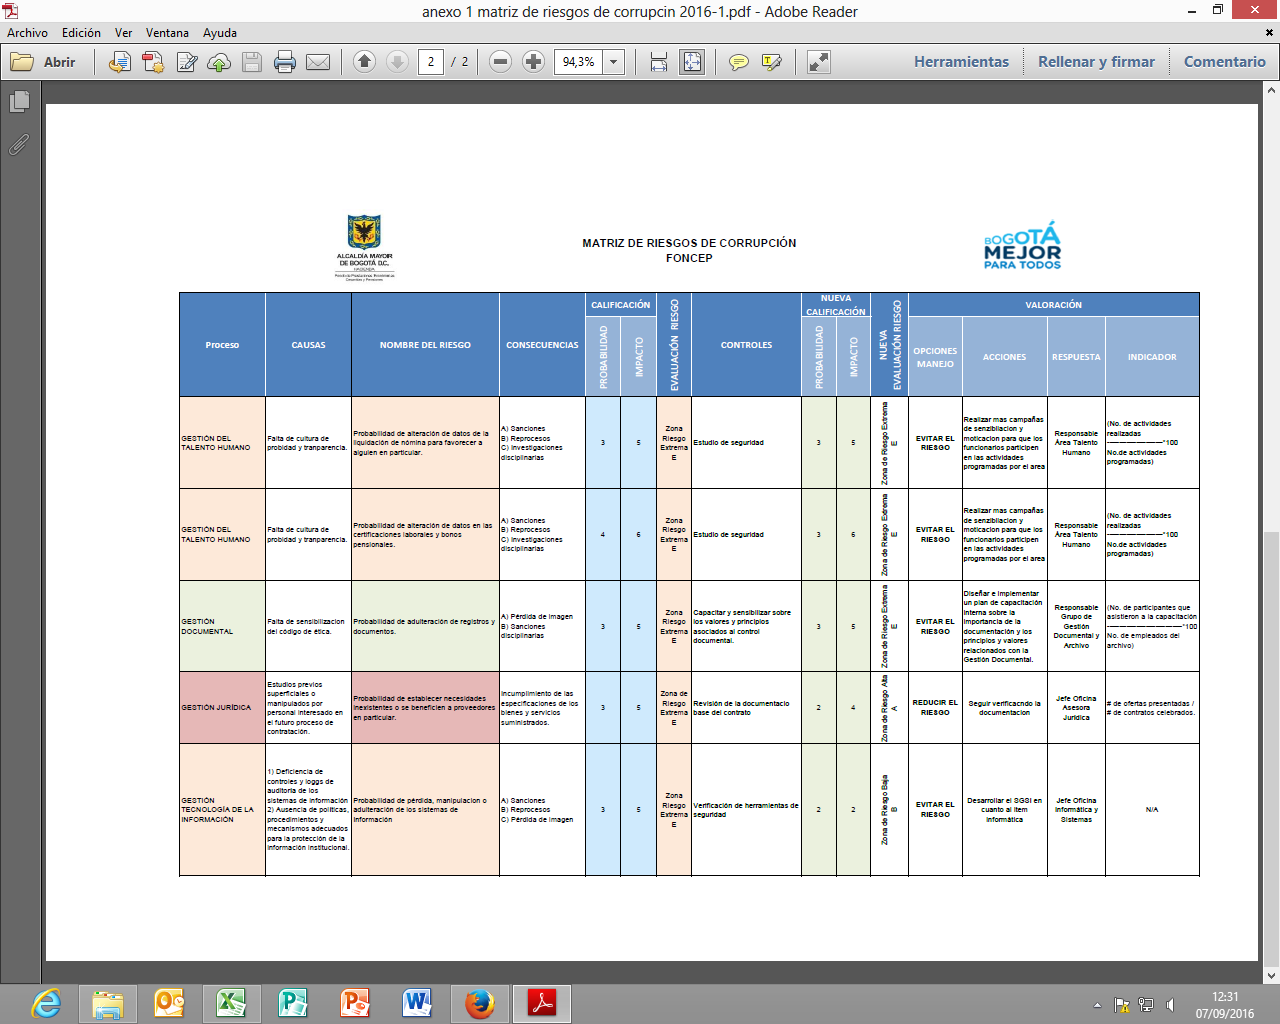 anexo 1 matriz de riesgos de corrupcin 2016-1.pdf - Adobe Reader
Archivo Edición Ver Ventana Ayuda
Abrir 2 / 2 94,3% Herramientas Rellenar y firmar Comentario
ALCALDÍA MAYOR
DE BOGOTÁ D.C.
HACIENDA
MATRIZ DE RIESGOS DE CORRUPCIÓN
FONCEP
BOGOTÁ
MEJOR
PARA TODOS
Proceso
CAUSAS
NOMBRE DEL RIESGO
CONSECUENCIAS
CALIFICACIÓN
PROBABILIDAD
IMPACTO
EVALUACIÓN RIESGO
CONTROLES
NUEVA
CALIFICACIÓN
PROBABILIDAD
IMPACTO
NUEVA
EVALUACIÓN RIESGO
VALORACIÓN
OPCIONES
MANEJO
ACCIONES
RESPUESTA
INDICADOR
GESTIÓN DEL
TALENTO HUMANO
Falta de cultura de
probidad y tranparencia.
Probabilidad de alteración de datos de la
liquidación de nómina para favorecer a
alguien en particular.
A) Sanciones
B) Reprocesos
C) Investigaciones
disciplinarias
3
5
Zona
Riesgo
Extrema
E
Estudio de seguridad
3
5
Zona de Riesgo Extrema
E
EVITAR EL
RIESGO
Realizar mas campañas
de senzibilacion y
moticacion para que los
funcionarios participen
en las actividades
programadas por el area
Responsable
Área Talento
Humano
(No. de actividades
realizadas
--------------------*100
No.de actividades
programadas)
GESTIÓN DEL
TALENTO HUMANO
Falta de cultura de
probidad y tranparencia.
Probabilidad de alteración de datos en las
certificaciones laborales y bonos
pensionales.
A) Sanciones
B) Reprocesos
C) Investigaciones
disciplinarias
4
6
Zona
Riesgo
Extrema
E
Estudio de seguridad
3
6
Zona de Riesgo Extrema
E
EVITAR EL
RIESGO
Realizar mas campañas
de senzibilacion y
moticacion para que los
funcionarios participen
en las actividades
programadas por el area
Responsable
Área Talento
Humano
(No. de actividades
realizadas
--------------------*100
No.de actividades
programadas)
GESTIÓN
DOCUMENTAL
Falta de sensibilizacion
del código de ética.
Probabilidad de adulteración de registros y
documentos.
A) Pérdida de imagen
B) Sanciones
disciplinarias
3
5
Zona
Riesgo
Extrema
E
Capacitar y sensibilizar sobre
los valores y principios
asociados al control
documental.
3
5
Zona de Riesgo Extrema
E
EVITAR EL
RIESGO
Diseñar e implementar
un plan de capacitación
interna sobre la
importancia de la
documentación y los
principios y valores
relacionados con la
Gestión Documental.
Responsable
Grupo de
Gestión
Documental y
Archivo
(No. de participantes que
asistieron a la capacitación
---------------------------*100
No. de empleados del
archivo)
GESTIÓN JURÍDICA
Estudios previos
superficiales o
manipulados por
personal interesado en
el futuro proceso de
contratación.
Probabilidad de establecer necesidades
inexistentes o se beneficien a proveedores
en particular.
Incumplimiento de las
especificaciones de los
bienes y servicios
suministrados.
3
5
Zona de
Riesgo
Extrema
E
Revisión de la documentacio
base del contrato
2
4
Zona de Riesgo Alta
A
REDUCIR EL
RIESGO
Seguir verificacndo la
documentacion
Jefe Oficina
Asesora
Juridica
# de ofertas presentadas /
# de contratos celebrados.
GESTIÓN
TECNOLOGÍA DE LA
INFORMACIÓN
1) Deficiencia de
controles y loggs de
auditoría de los
sistemas de información
2) Ausencia de políticas,
procedimientos y
mecanismos adecuados
para la protección de la
información institucional.
Probabilidad de pérdida, manipulacion o
adulteración de los sistemas de
información
A) Sanciones
B) Reprocesos
C) Pérdida de imagen
3
5
Zona
Riesgo
Extrema
E
Verificación de herramientas de
seguridad
2
2
Zona de Riesgo Baja
B
EVITAR EL
RIESGO
Desarrollar el SGSI en
cuanto al item
informática
Jefe Oficina
Informática y
Sistemas
N/A
12:31
07/09/2016